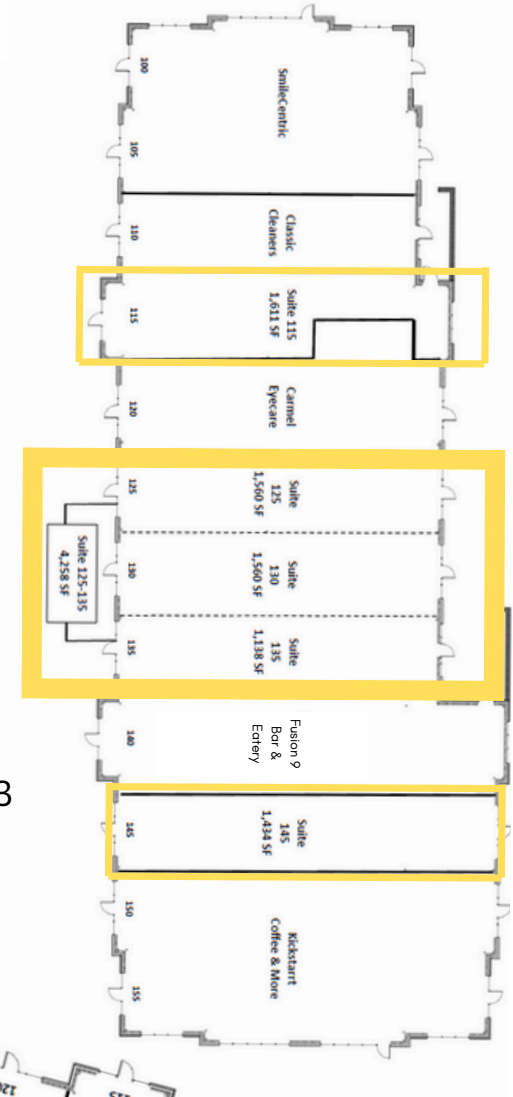 100
SmileCentric
105
Classic
Cleaners
110
Suite 115
1,611 SF
115
Carmel
Eyecare
120
Suite
125
1,560 SF
125
Suite
130
1,560 SF
130
Suite 125-135
4,258 SF
Suite
135
1,138 SF
135
Fusion 9
Bar &
Eatery
140
3
Suite
145
1,434 SF
145
150
Kickstarrt
Coffee & More
155